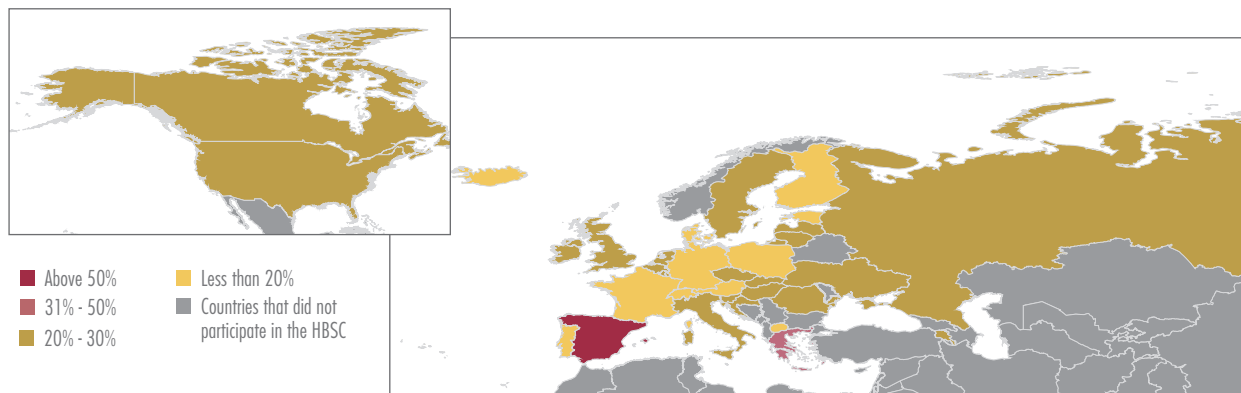 Above 50%
31% - 50%
20% - 30%
Less than 20%
Countries that did not
participate in the HBSC